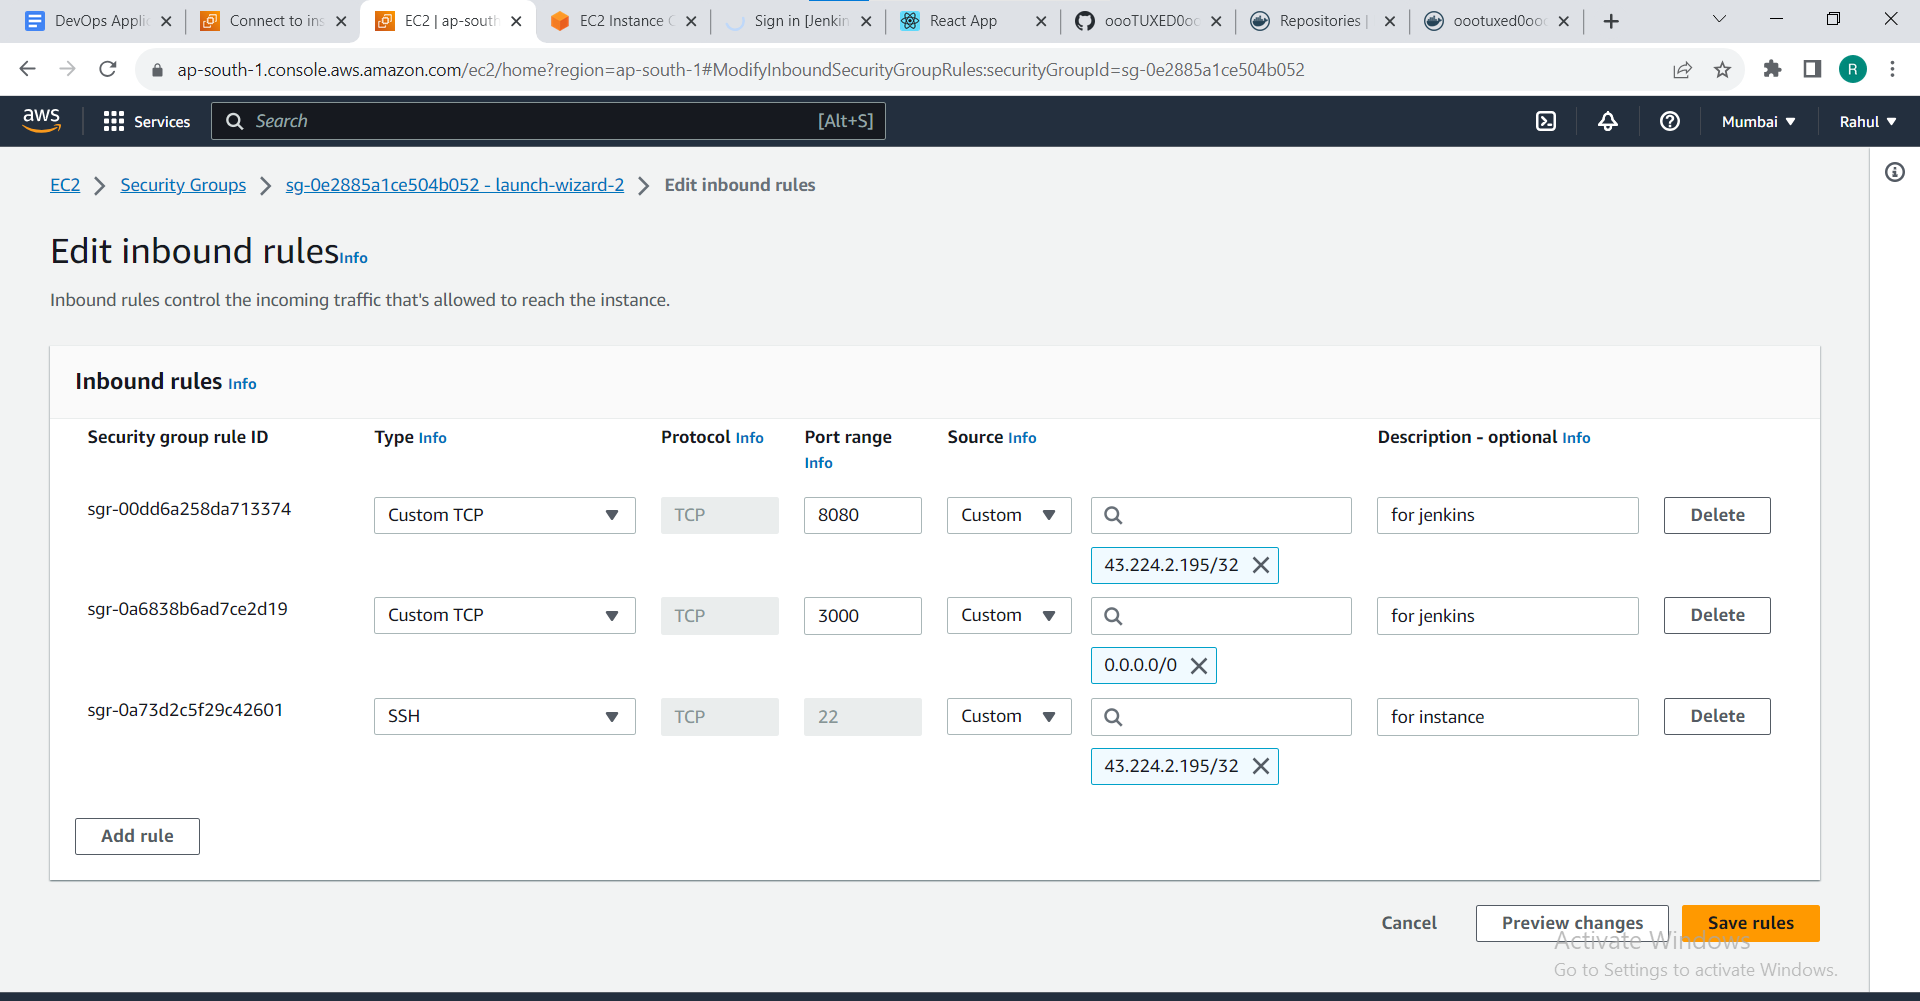 DevOps Applic
Connect to ins
EC2 | ap-south
EC2 Instance C
Sign in [Jenkin
React App
oooTUXED0oc
Repositories |
oootuxed0ooc
ap-south-1.console.aws.amazon.com/ec2/home?region=ap-south-1#ModifyInboundSecurityGroupRules:securityGroupId=sg-0e2885a1ce504b052
R
aws
Services
Search
[Alt+S]
Mumbai
Rahul
EC2
Security Groups
sg-0e2885a1ce504b052 - launch-wizard-2
Edit inbound rules
Edit inbound rules Info
Inbound rules control the incoming traffic that's allowed to reach the instance.
Inbound rules Info
Security group rule ID
Type Info
Protocol Info
Port range
Info
Source Info
Description - optional Info
sgr-00dd6a258da713374
Custom TCP
TCP
8080
Custom
for jenkins
Delete
43.224.2.195/32
sgr-0a6838b6ad7ce2d19
Custom TCP
TCP
3000
Custom
for jenkins
Delete
0.0.0.0/0
sgr-0a73d2c5f29c42601
SSH
TCP
22
Custom
for instance
Delete
43.224.2.195/32
Add rule
Cancel
Preview changes
Save rules
Activate Windows
Go to Settings to activate Windows.